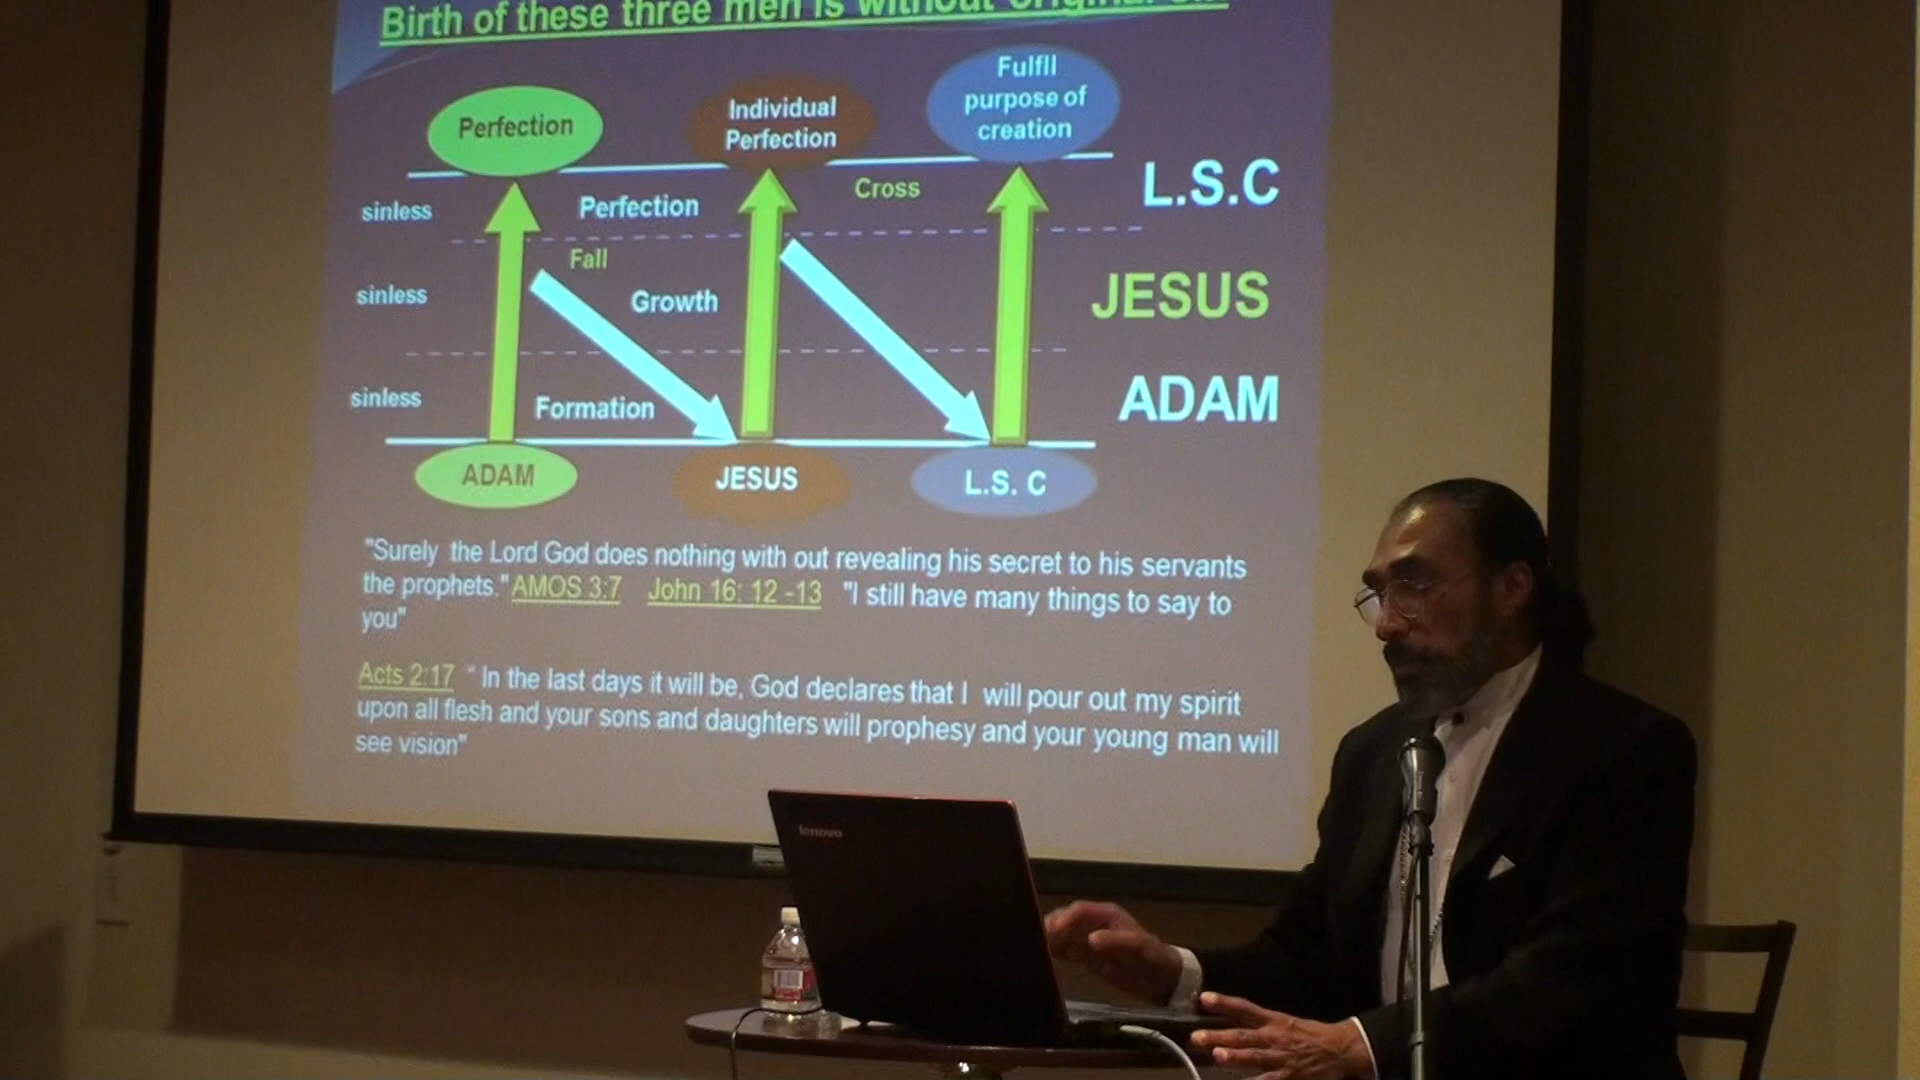 Birth of these three men is without original
Fulfll
purpose of
creation
Perfection
Individual
Perfection
L.S.C
sinless
Perfection
Cross
Fall
sinless
Growth
JESUS
sinless
Formation
ADAM
ADAM
JESUS
L.S. C
"Surely the Lord God does nothing with out revealing his secret to his servants
the prophets." AMOS 3:7 John 16: 12 -13 "I still have many things to say to
you"
Acts 2:17 " In the last days it will be, God declares that I will pour out my spirit
upon all flesh and your sons and daughters will prophesy and your young man will
see vision"
lenovo